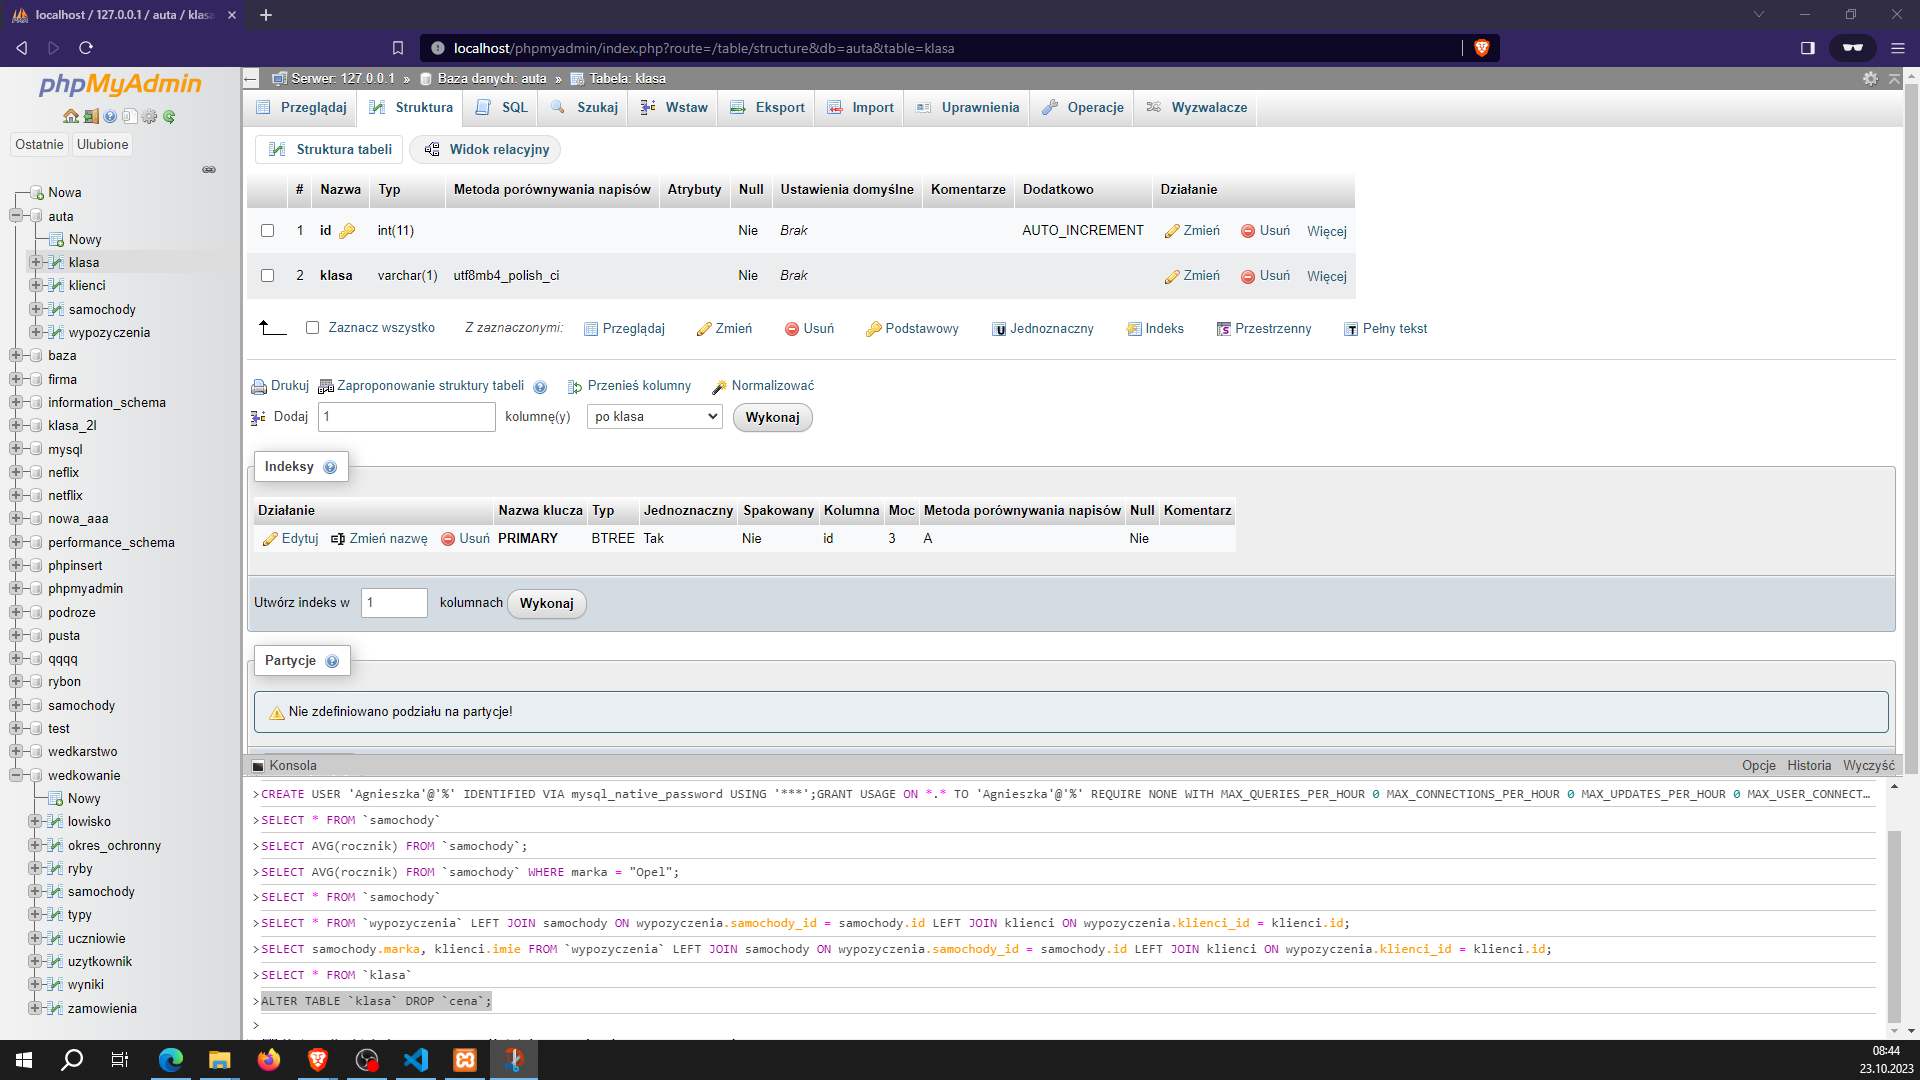 localhost / 127.0.0.1 / auta / klasa
localhost/phpmyadmin/index.php?route=/table/structure&db=auta&table=klasa
phpMyAdmin
Ostatnie Ulubione
Nowa
auta
Nowy
klasa
klienci
samochody
wypozyczenia
baza
firma
information_schema
klasa_2l
mysql
neflix
netflix
nowa_aaa
performance_schema
phpinsert
phpmyadmin
podroze
pusta
qqqq
rybon
samochody
test
wedkarstwo
wedkowanie
Nowy
lowisko
okres_ochronny
ryby
samochody
typy
uczniowie
uzytkownik
wyniki
zamowienia
Serwer: 127.0.0.1 » Baza danych: auta » Tabela: klasa
Przeglądaj Struktura SQL Szukaj Wstaw Eksport Import Uprawnienia Operacje Wyzwalacze
Struktura tabeli Widok relacyjny
# Nazwa Typ Metoda porównywania napisów Atrybuty Null Ustawienia domyślne Komentarze Dodatkowo Działanie
1 id int(11) Nie Brak AUTO_INCREMENT Zmień Usuń Więcej
2 klasa varchar(1) utf8mb4_polish_ci Nie Brak Zmień Usuń Więcej
Zaznacz wszystko Z zaznaczonymi: Przeglądaj Zmień Usuń Podstawowy Jednoznaczny Indeks Przestrzenny Pełny tekst
Drukuj Zaproponowanie struktury tabeli Przenieś kolumny Normalizować
Dodaj 1 kolumnę(y) po klasa Wykonaj
Indeksy
Działanie Nazwa klucza Typ Jednoznaczny Spakowany Kolumna Moc Metoda porównywania napisów Null Komentarz
Edytuj Zmień nazwę Usuń PRIMARY BTREE Tak Nie id 3 A Nie
Utwórz indeks w 1 kolumnach Wykonaj
Partycje
Nie zdefiniowano podziału na partycje!
Konsola Opcje Historia Wyczyść
>CREATE USER 'Agnieszka'@'%' IDENTIFIED VIA mysql_native_password USING '***';GRANT USAGE ON *.* TO 'Agnieszka'@'%' REQUIRE NONE WITH MAX_QUERIES_PER_HOUR 0 MAX_CONNECTIONS_PER_HOUR 0 MAX_UPDATES_PER_HOUR 0 MAX_USER_CONNECT…
>SELECT * FROM `samochody`
>SELECT AVG(rocznik) FROM `samochody`;
>SELECT AVG(rocznik) FROM `samochody` WHERE marka = "Opel";
>SELECT * FROM `samochody`
>SELECT * FROM `wypozyczenia` LEFT JOIN samochody ON wypozyczenia.samochody_id = samochody.id LEFT JOIN klienci ON wypozyczenia.klienci_id = klienci.id;
>SELECT samochody.marka, klienci.imie FROM `wypozyczenia` LEFT JOIN samochody ON wypozyczenia.samochody_id = samochody.id LEFT JOIN klienci ON wypozyczenia.klienci_id = klienci.id;
>SELECT * FROM `klasa`
>ALTER TABLE `klasa` DROP `cena`;
>
08:44
23.10.2023